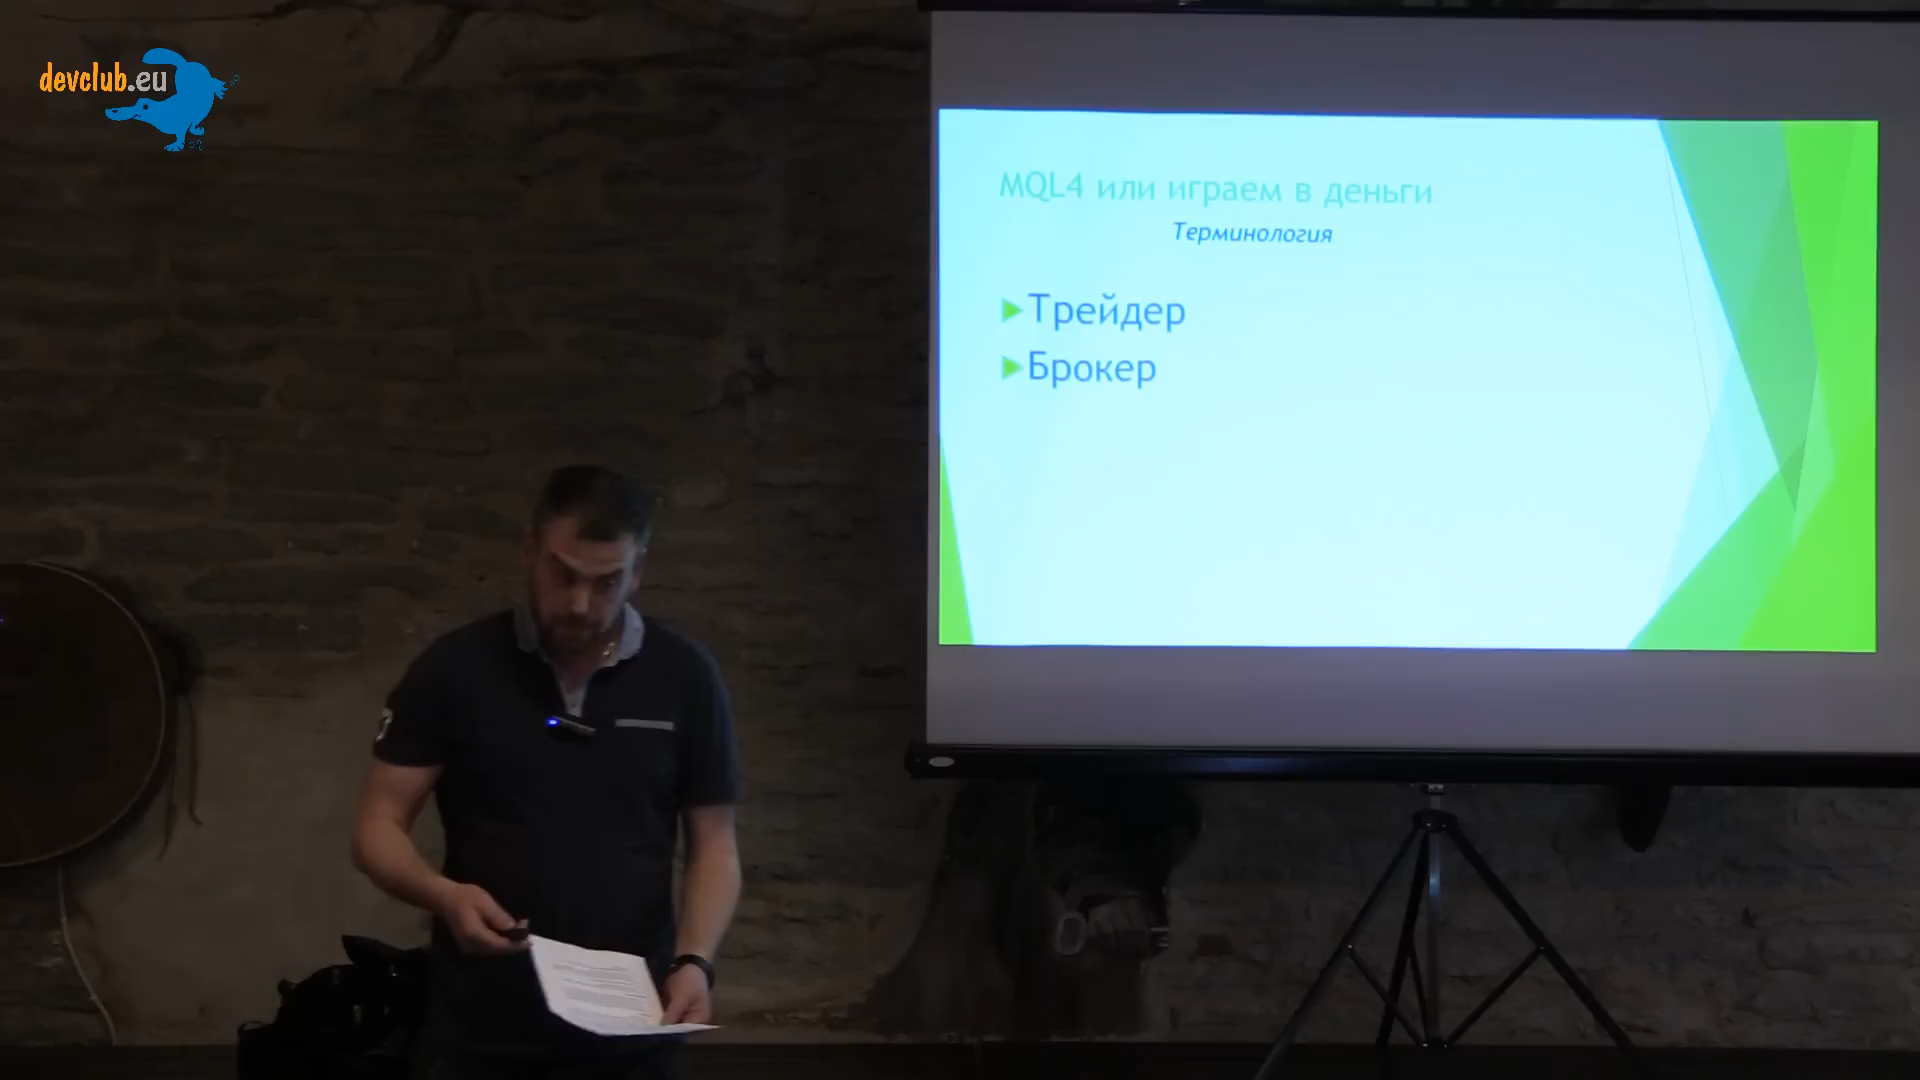 devclub.eu
MQL4 или играем в деньги
Терминология
Трейдер
Брокер